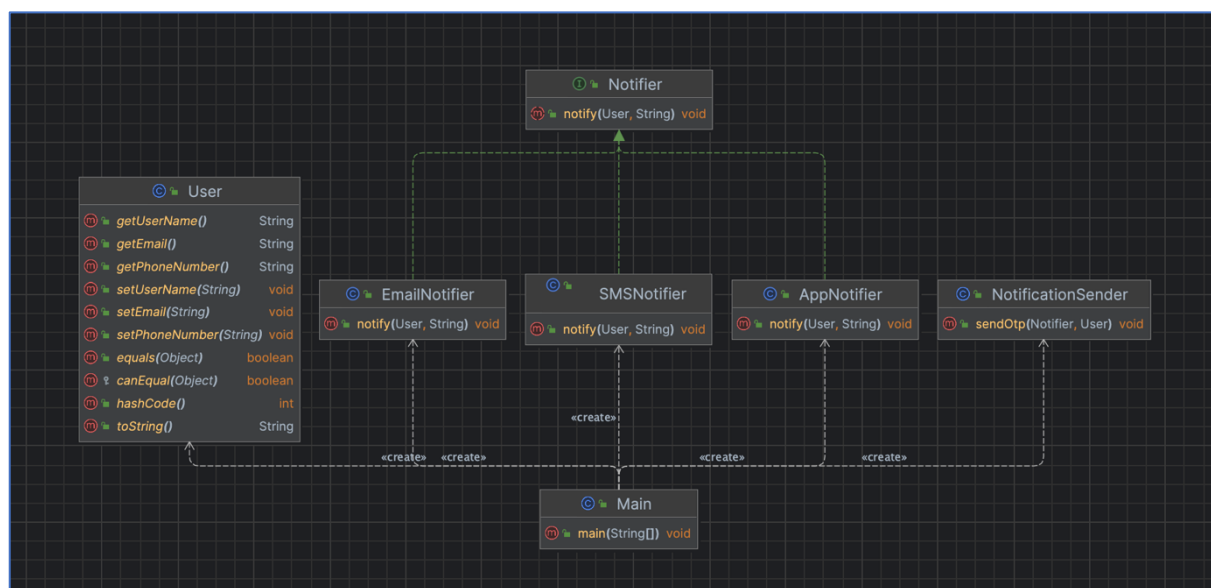 Notifier
notify(User, String) void
User
getUserName() String
getEmail() String
getPhoneNumber() String
setUserName(String) void
setEmail(String) void
setPhoneNumber(String) void
equals(Object) boolean
canEqual(Object) boolean
hashCode() int
toString() String
EmailNotifier
notify(User, String) void
SMSNotifier
notify(User, String) void
AppNotifier
notify(User, String) void
NotificationSender
sendOtp(Notifier, User) void
«create»
«create» «create» «create» «create»
Main
main(String[]) void